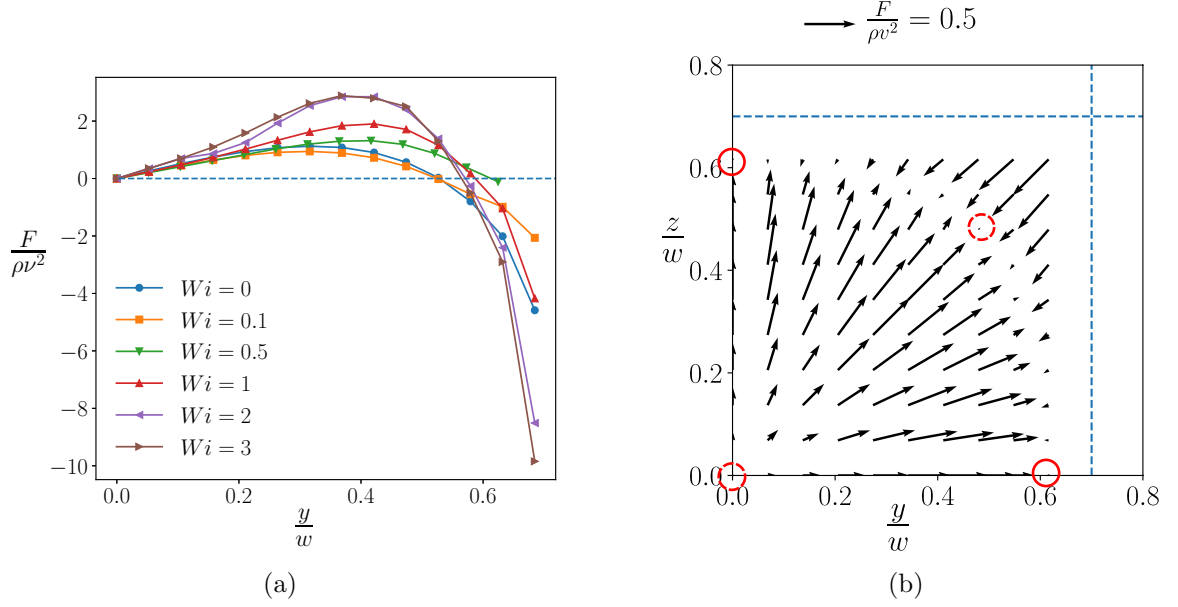 F/ρν²
2
0
−2
−4
−6
−8
−10
Wi = 0
Wi = 0.1
Wi = 0.5
Wi = 1
Wi = 2
Wi = 3
0.0 0.2 0.4 0.6
y/w
(a)
F/ρv² = 0.5
z/w
0.8
0.6
0.4
0.2
0.0
0.0 0.2 0.4 0.6 0.8
y/w
(b)